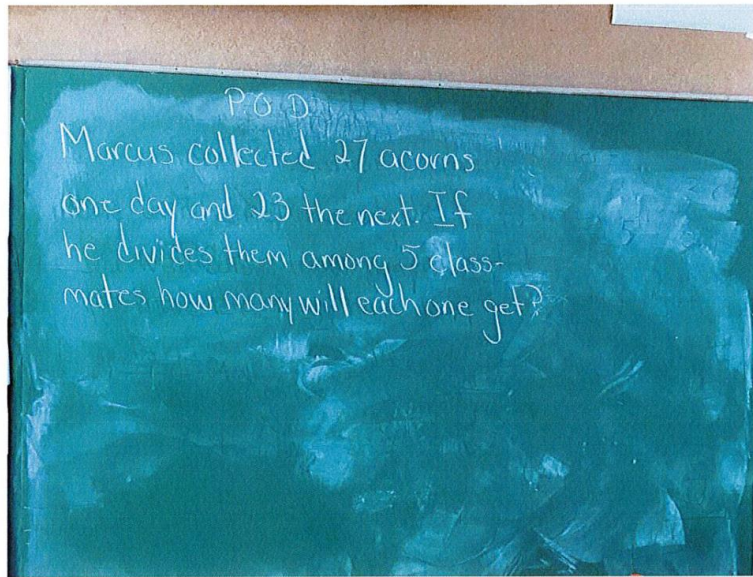 P.O.D.
Marcus collected 27 acorns
one day and 23 the next. If
he divides them among 5 class-
mates how many will each one get?